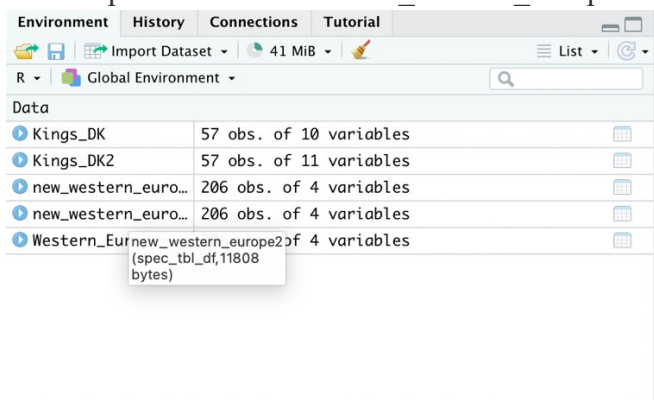 Environment History Connections Tutorial
Import Dataset 41 MiB List
R Global Environment
Data
Kings_DK 57 obs. of 10 variables
Kings_DK2 57 obs. of 11 variables
new_western_euro… 206 obs. of 4 variables
new_western_euro… 206 obs. of 4 variables
Western_Eur of 4 variables
new_western_europe2
(spec_tbl_df,11808
bytes)